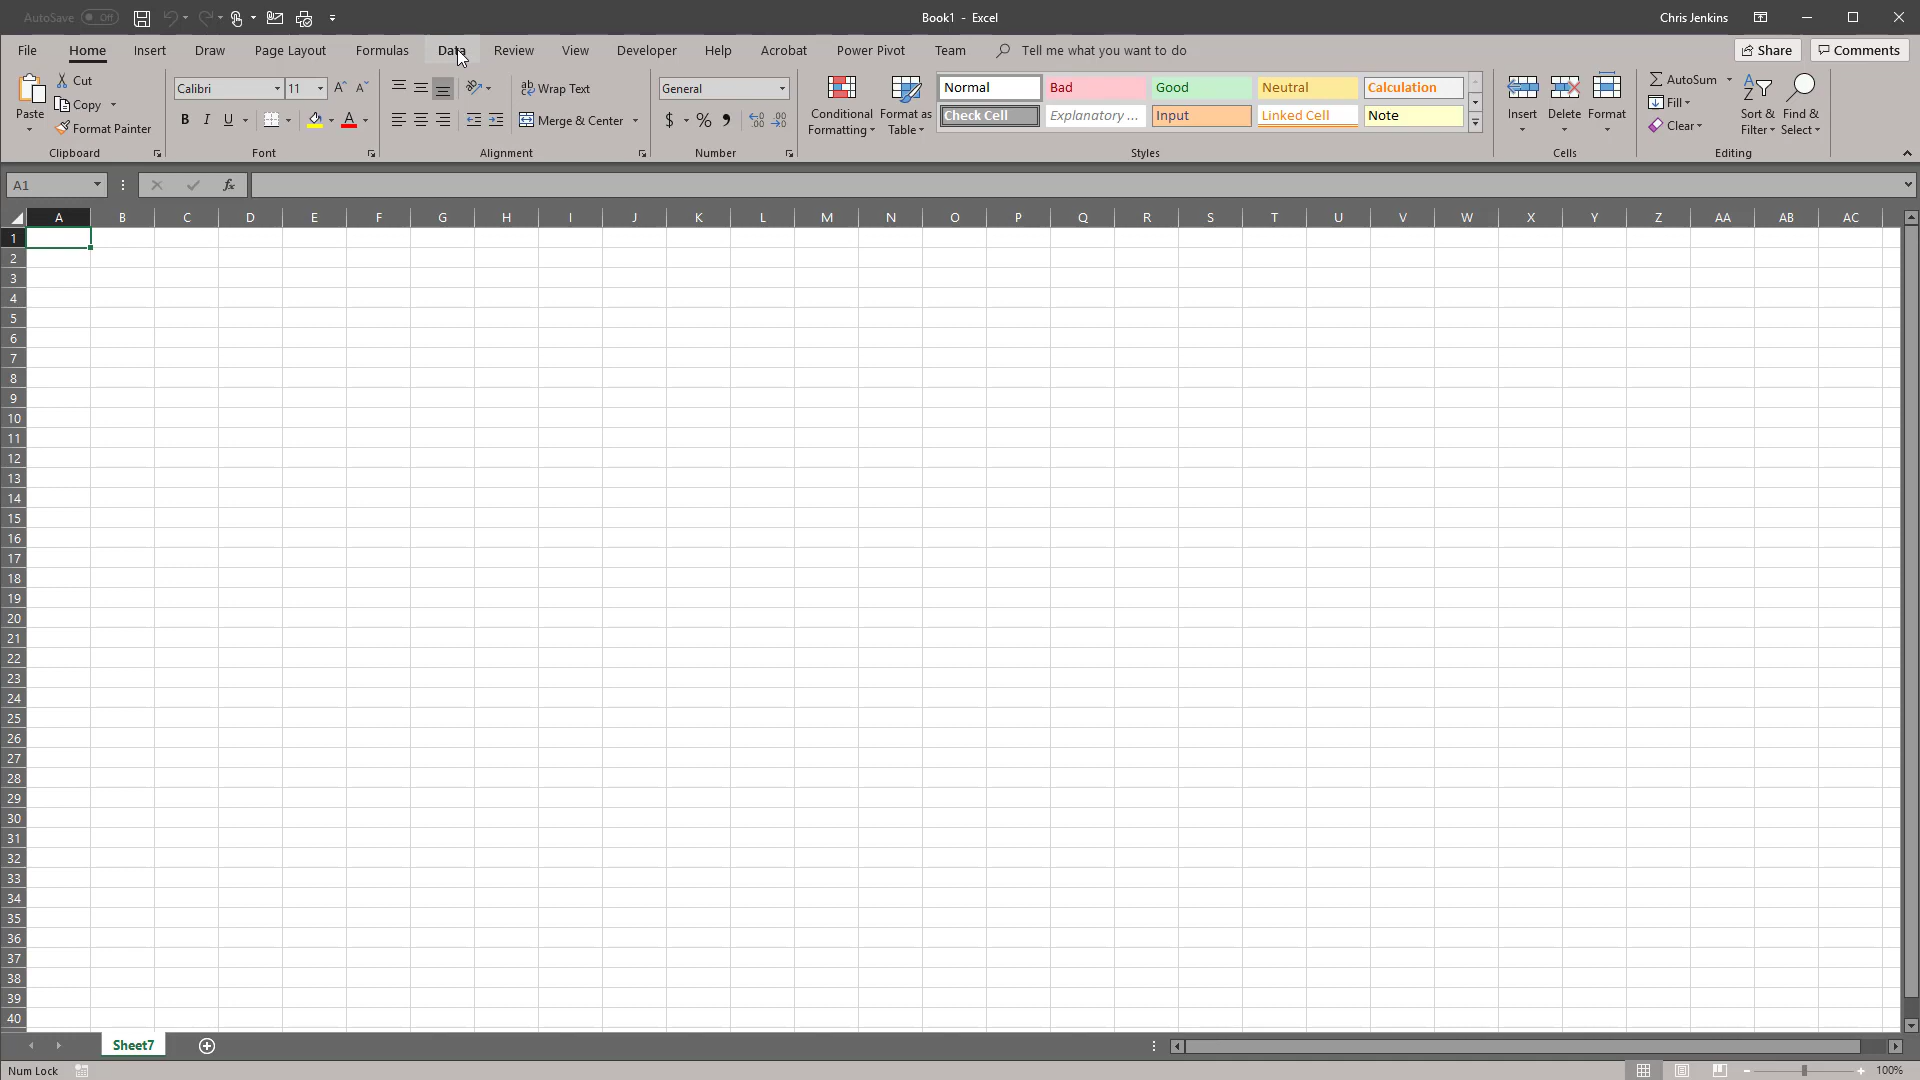 AutoSave Off Book1 - Excel Chris Jenkins
File Home Insert Draw Page Layout Formulas Data Review View Developer Help Acrobat Power Pivot Team Tell me what you want to do Share Comments
Paste
Cut
Copy
Format Painter
Clipboard
Calibri 11
B I U A
Font
ab Wrap Text
Merge & Center
Alignment
General
$ % ,
Number
Conditional Formatting
Format as Table
Normal Bad Good Neutral Calculation
Check Cell Explanatory ... Input Linked Cell Note
Styles
Insert Delete Format
Cells
AutoSum
Fill
Clear
Sort & Filter
Find & Select
Editing
A1 fx
A B C D E F G H I J K L M N O P Q R S T U V W X Y Z AA AB AC
1
2
3
4
5
6
7
8
9
10
11
12
13
14
15
16
17
18
19
20
21
22
23
24
25
26
27
28
29
30
31
32
33
34
35
36
37
38
39
40
Sheet7
Num Lock 100%